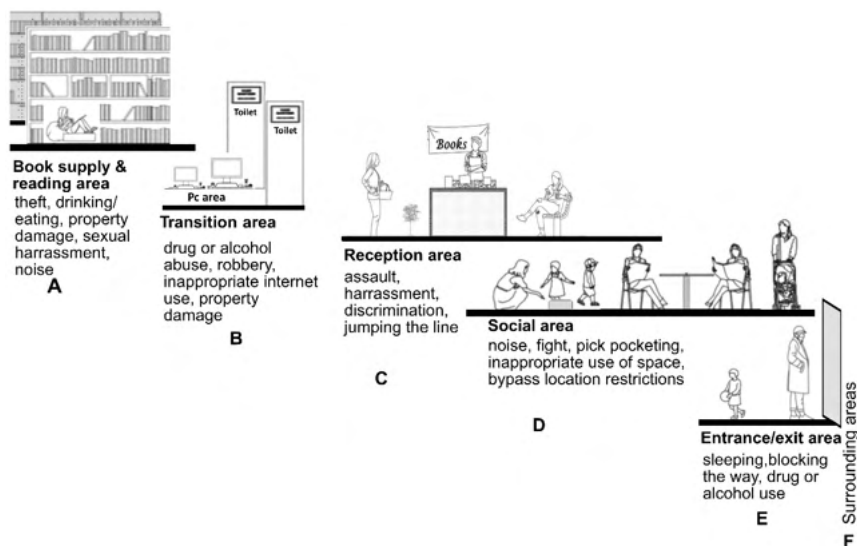 Book supply &
reading area
theft, drinking/
eating, property
damage, sexual
harrassment,
noise
A
Toilet
Toilet
Pc area
Transition area
drug or alcohol
abuse, robbery,
inappropriate internet
use, property
damage
B
Books
Reception area
assault,
harrassment,
discrimination,
jumping the line
C
Social area
noise, fight, pick pocketing,
inappropriate use of space,
bypass location restrictions
D
Entrance/exit area
sleeping,blocking
the way, drug or
alcohol use
E
Surrounding areas
F